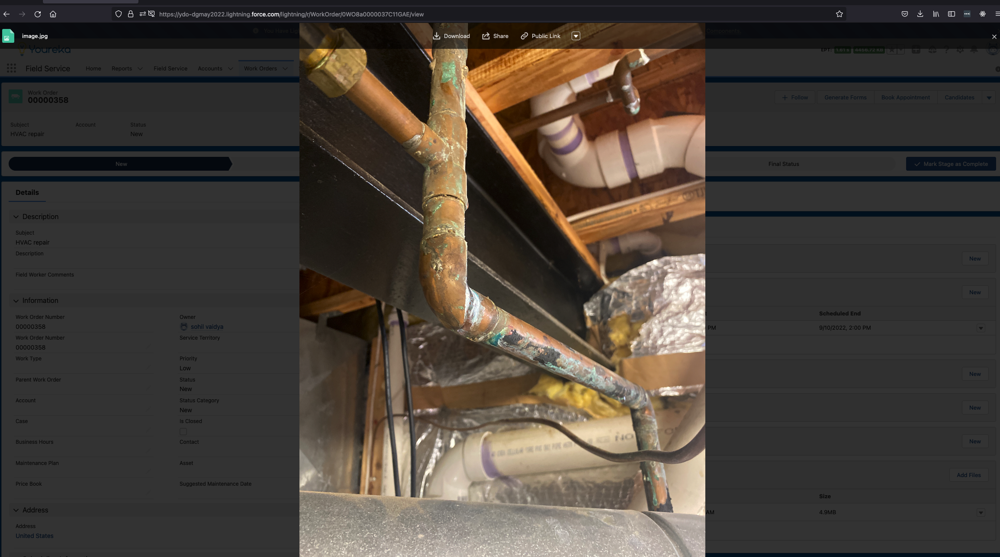 https://ydo-dgmay2022.lightning.force.com/lightning/r/WorkOrder/0WO8a0000037C11GAE/view
image.jpg
You Have Lig
Download
Share
Public Link
Components.
Youreka
EPT: 1.61 s 4456.72 KB
Field Service
Home
Reports
Field Service
Accounts
Work Orders
Work Order
00000358
Follow
Generate Forms
Book Appointment
Candidates
Subject
Account
Status
HVAC repair
New
New
Final Status
Mark Stage as Complete
Details
Description
Subject
HVAC repair
Description
New
Field Worker Comments
New
Information
Work Order Number
Owner
Scheduled End
00000358
sohil vaidya
PM
9/10/2022, 2:00 PM
Work Order Number
Service Territory
00000358
Work Type
Priority
Low
New
Parent Work Order
Status
New
Account
Status Category
New
New
Case
Is Closed
Business Hours
Contact
New
Maintenance Plan
Asset
Add Files
Price Book
Suggested Maintenance Date
Size
Address
AM
4.9MB
Address
United States